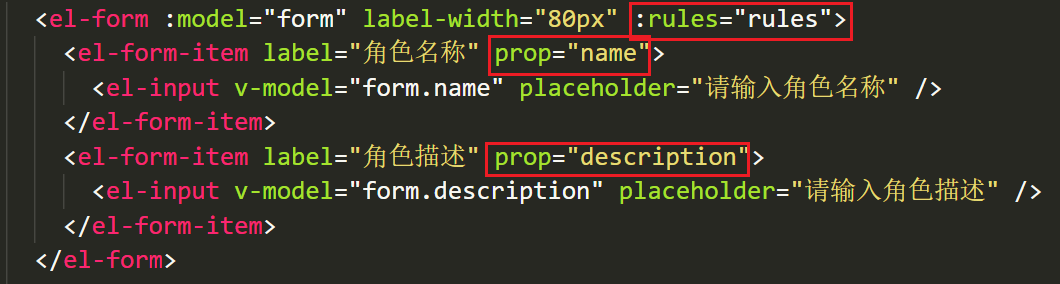 <el-form :model="form" label-width="80px" :rules="rules">
<el-form-item label="角色名称" prop="name">
<el-input v-model="form.name" placeholder="请输入角色名称" />
</el-form-item>
<el-form-item label="角色描述" prop="description">
<el-input v-model="form.description" placeholder="请输入角色描述" />
</el-form-item>
</el-form>